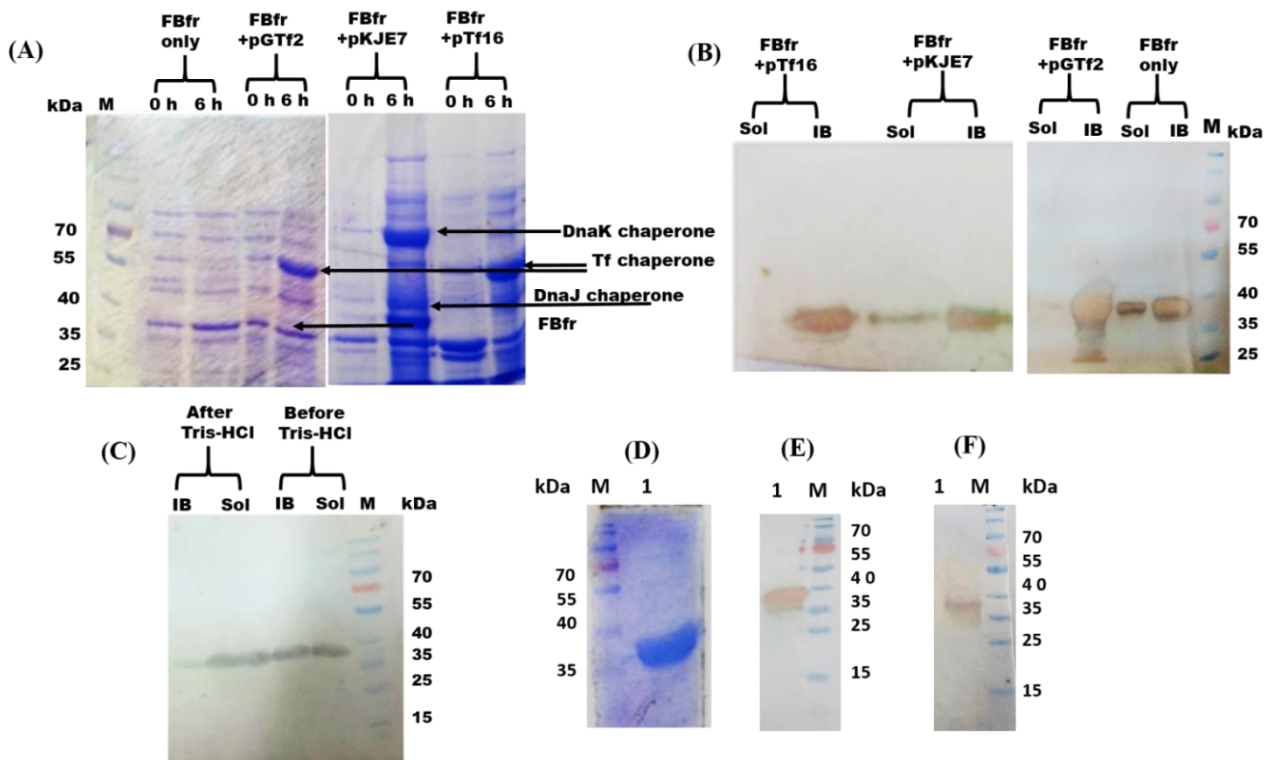 (A)
FBfr only
FBfr +pGTf2
FBfr +pKJE7
FBfr +pTf16
kDa M 0 h 6 h 0 h 6 h 0 h 6 h 0 h 6 h
70
55
40
35
25
DnaK chaperone
Tf chaperone
DnaJ chaperone
FBfr
(B)
FBfr +pTf16
FBfr +pKJE7
FBfr +pGTf2
FBfr only
Sol IB Sol IB Sol IB Sol IB M kDa
70
55
40
35
25
(C)
After Tris-HCl
Before Tris-HCl
IB Sol IB Sol M kDa
70
55
40
35
25
15
(D)
kDa M 1
70
55
40
35
(E)
1 M kDa
70
55
4 0
35
25
15
(F)
1 M kDa
70
55
4 0
35
25
15